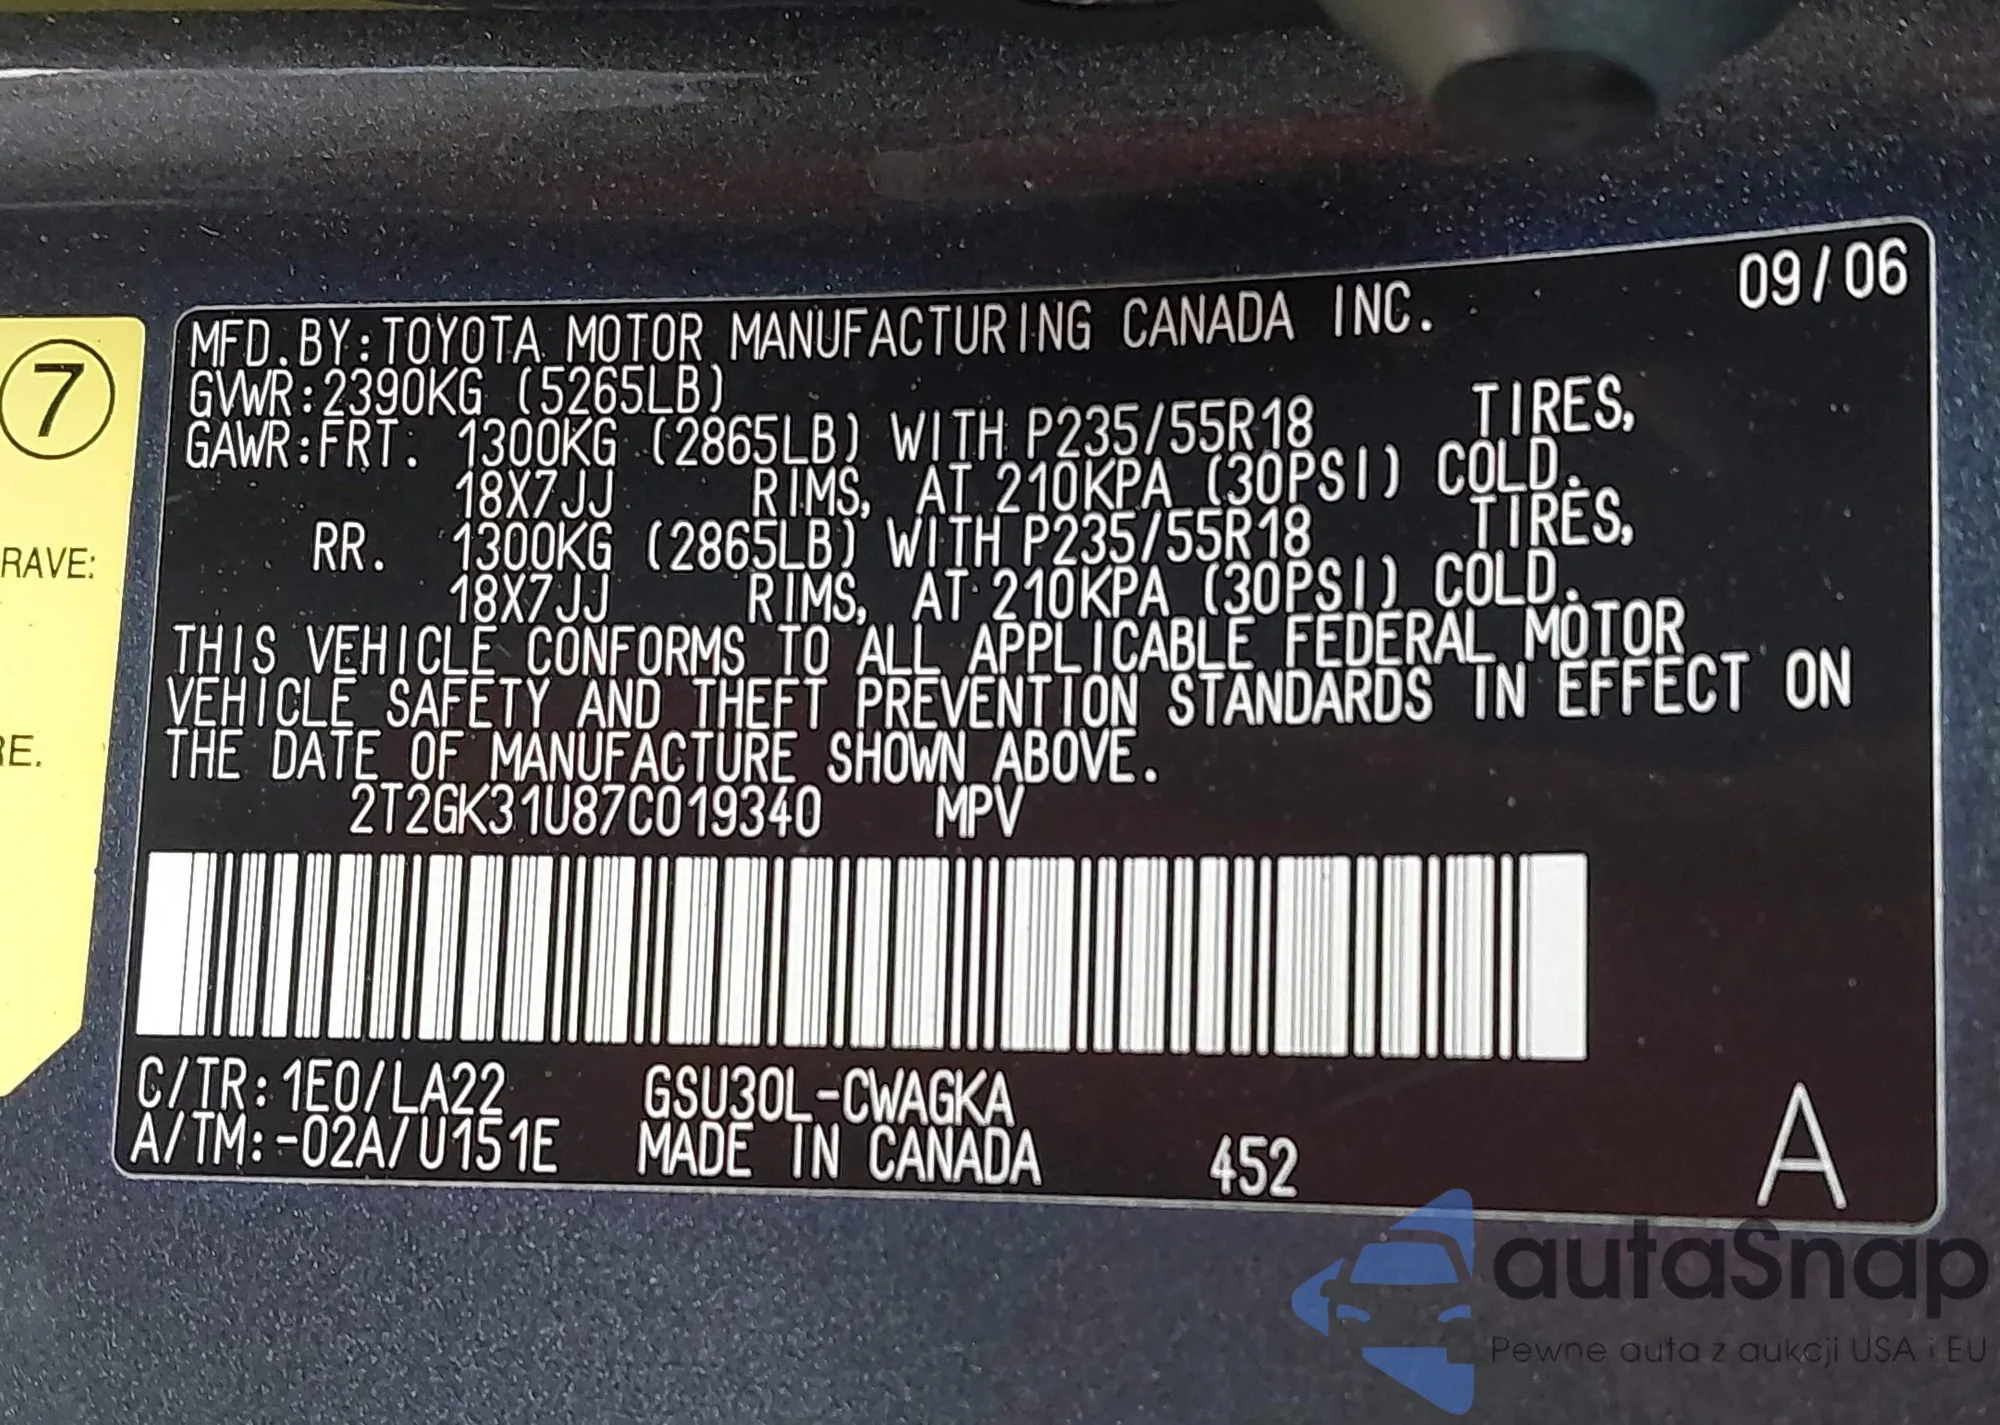 09/06
MFD.BY:TOYOTA MOTOR MANUFACTURING CANADA INC.
GVWR:2390KG (5265LB)
GAWR:FRT. 1300KG (2865LB) WITH P235/55R18 TIRES,
18X7JJ RIMS, AT 210KPA (30PSI) COLD.
RR. 1300KG (2865LB) WITH P235/55R18 TIRES,
18X7JJ RIMS, AT 210KPA (30PSI) COLD.
THIS VEHICLE CONFORMS TO ALL APPLICABLE FEDERAL MOTOR
VEHICLE SAFETY AND THEFT PREVENTION STANDARDS IN EFFECT ON
THE DATE OF MANUFACTURE SHOWN ABOVE.
2T2GK31U87C019340 MPV
C/TR:1E0/LA22 GSU30L-CWAGKA
A/TM:-02A/U151E MADE IN CANADA 452 A
7
RAVE:
RE.
autaSnap
Pewne auta z aukcji USA i EU